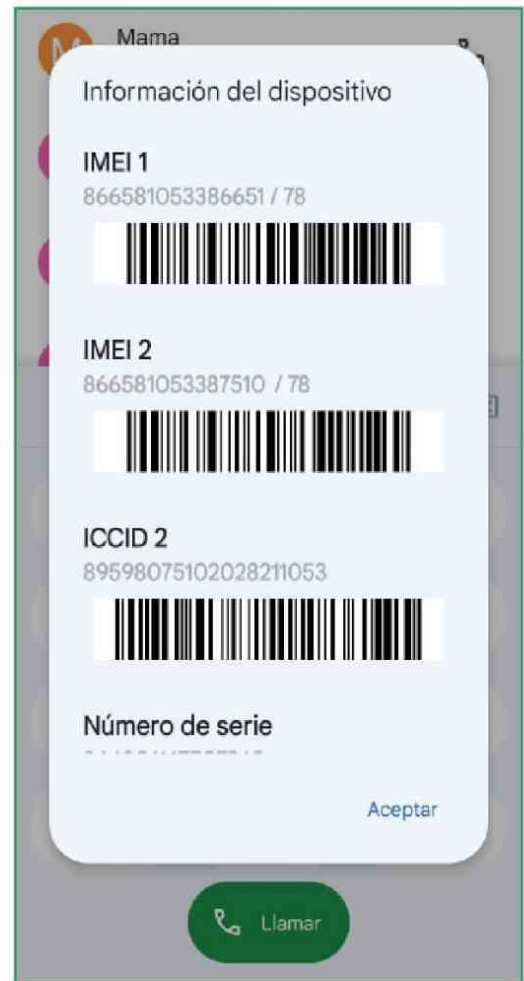 M
Mama
Información del dispositivo
IMEI 1
866581053386651 / 78
IMEI 2
866581053387510 / 78
ICCID 2
89598075102028211053
Número de serie
Aceptar
Llamar